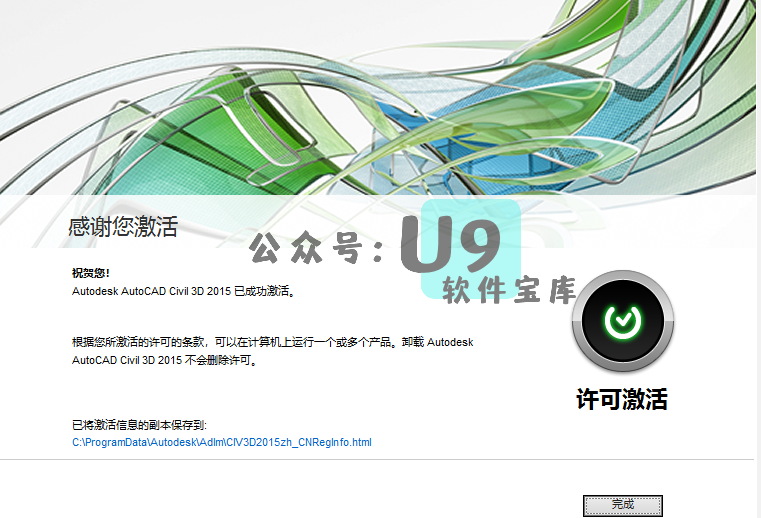 感谢您激活
公众号：U9
软件宝库
祝贺您!
Autodesk AutoCAD Civil 3D 2015 已成功激活。
根据您所激活的许可的条款，可以在计算机上运行一个或多个产品。卸载 Autodesk
AutoCAD Civil 3D 2015 不会删除许可。
许可激活
已将激活信息的副本保存到:
C:\ProgramData\Autodesk\Adlm\CIV3D2015zh_CNRegInfo.html
完成